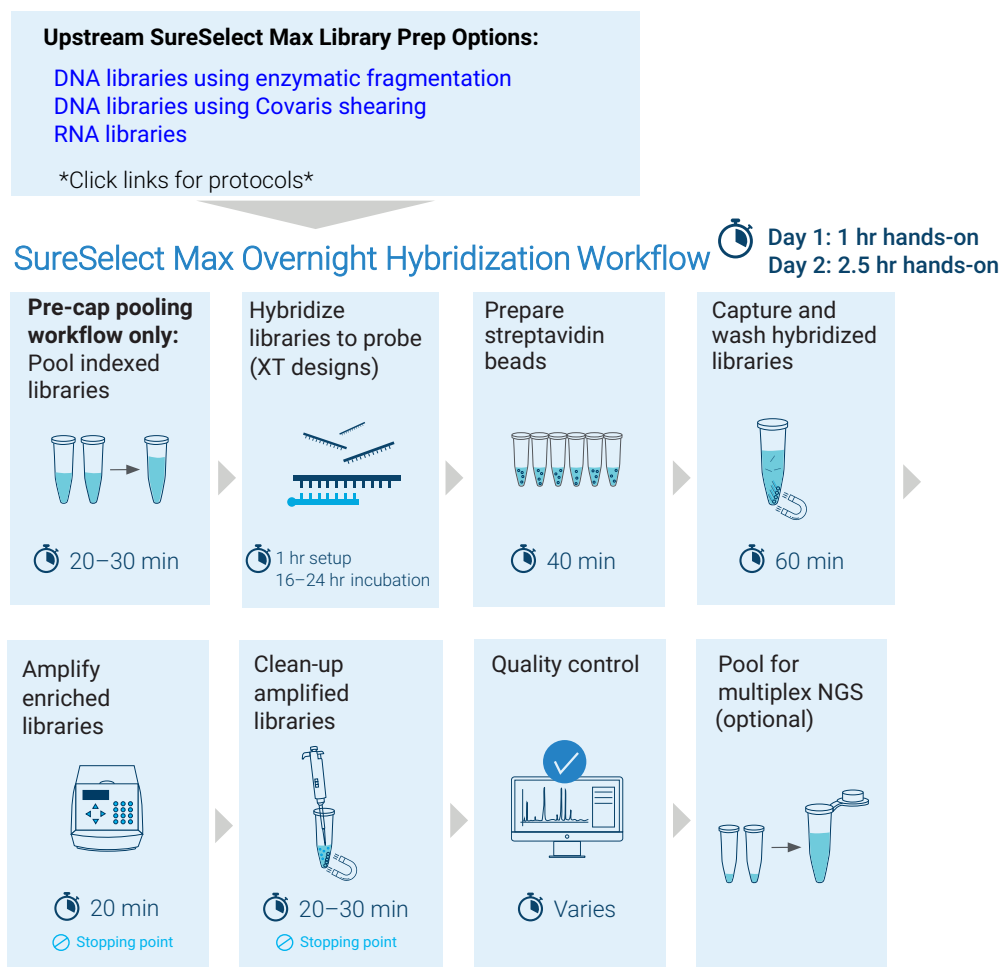 Upstream SureSelect Max Library Prep Options:
DNA libraries using enzymatic fragmentation
DNA libraries using Covaris shearing
RNA libraries
*Click links for protocols*
SureSelect Max Overnight Hybridization Workflow
Day 1: 1 hr hands-on
Day 2: 2.5 hr hands-on
Pre-cap pooling
workflow only:
Pool indexed
libraries
20–30 min
Hybridize
libraries to probe
(XT designs)
1 hr setup
16–24 hr incubation
Prepare
streptavidin
beads
40 min
Capture and
wash hybridized
libraries
60 min
Amplify
enriched
libraries
20 min
Stopping point
Clean-up
amplified
libraries
20–30 min
Stopping point
Quality control
Varies
Pool for
multiplex NGS
(optional)